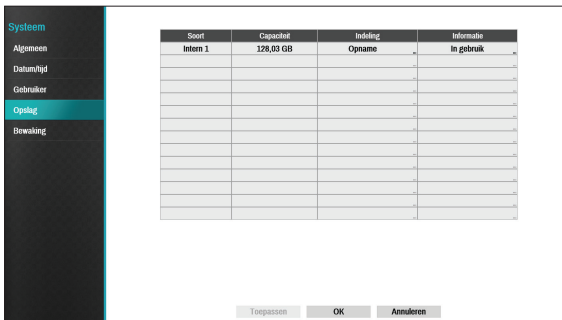 Systeem
Algemeen
Datum/tijd
Gebruiker
Opslag
Bewaking
Soort Capaciteit Indeling Informatie
Intern 1 128,03 GB Opname ... In gebruik ...
Toepassen OK Annuleren